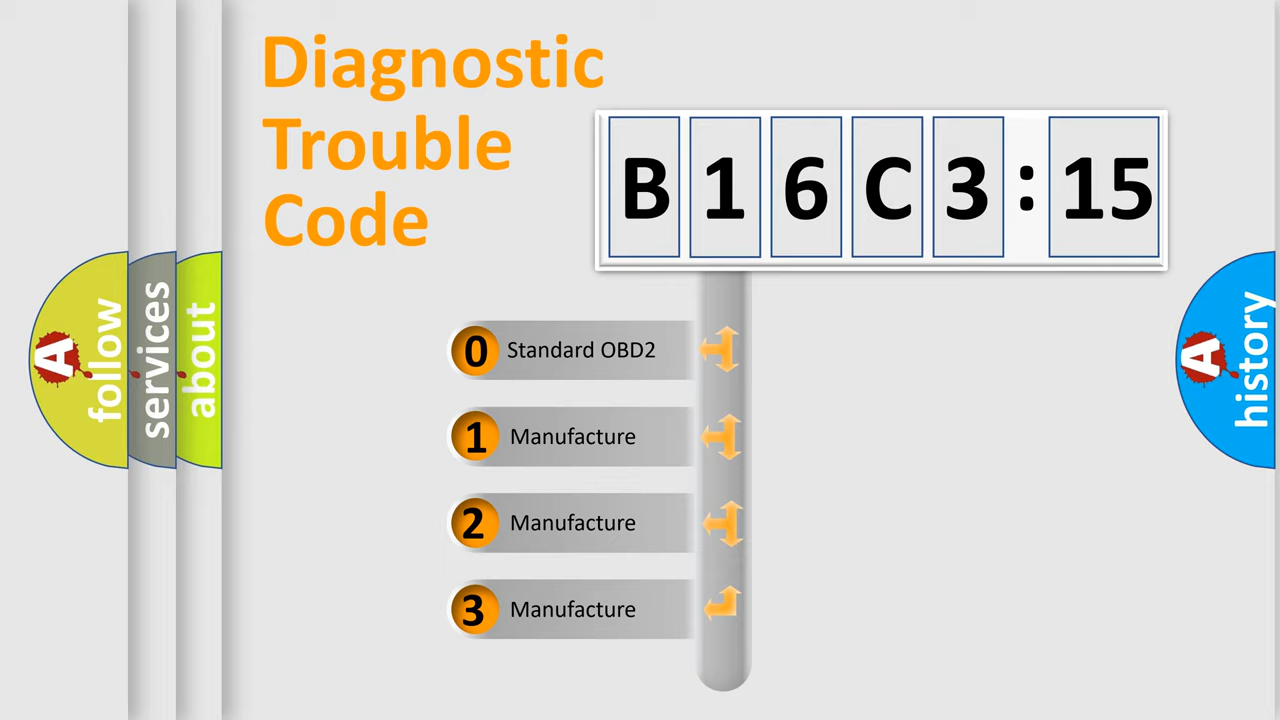 Diagnostic
Trouble
Code
B 1 6 C 3 : 15
0 Standard OBD2
1 Manufacture
2 Manufacture
3 Manufacture
A follow
services
about
A history